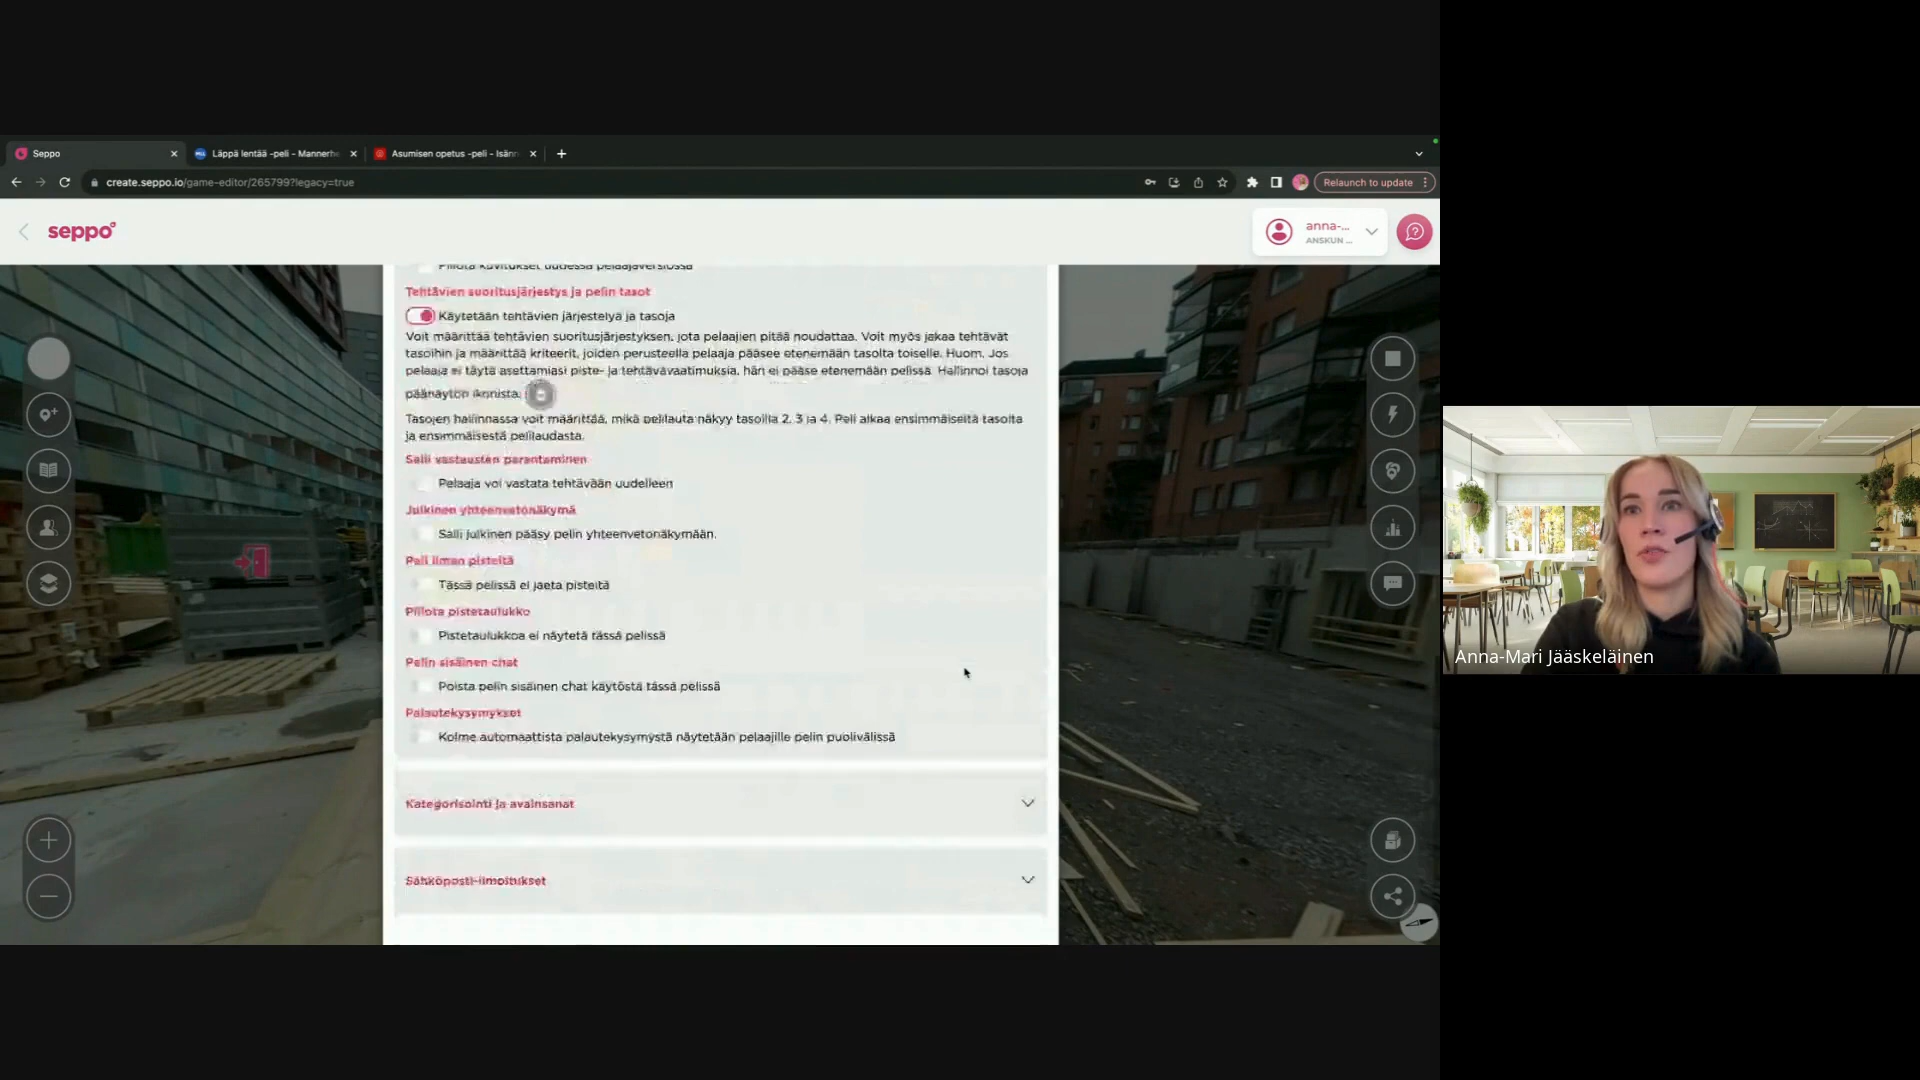 Seppo
Läppä lentää -peli - Mannerhe
Asumisen opetus -peli - Isänn
create.seppo.io/game-editor/265799?legacy=true
Relaunch to update
seppo
anna-...
ANSKUN ...
Piilota kuvitukset uudessa pelaajaversiossa
Tehtävien suoritusjärjestys ja pelin tasot
Käytetään tehtävien järjestelyä ja tasoja
Voit määrittää tehtävien suoritusjärjestyksen, jota pelaajien pitää noudattaa. Voit myös jakaa tehtävät
tasoihin ja määrittää kriteerit, joiden perusteella pelaaja pääsee etenemään tasolta toiselle. Huom. Jos
pelaaja ei täytä asettamiasi piste- ja tehtävävaatimuksia, hän ei pääse etenemään pelissä. Hallinnoi tasoja
päänäytön ikonista.
Tasojen hallinnassa voit määrittää, mikä pelilauta näkyy tasoilla 2, 3 ja 4. Peli alkaa ensimmäiseltä tasolta
ja ensimmäisestä pelilaudasta.
Salli vastausten parantaminen
Pelaaja voi vastata tehtävään uudelleen
Julkinen yhteenvetonäkymä
Salli julkinen pääsy pelin yhteenvetonäkymään.
Peli ilman pisteitä
Tässä pelissä ei jaeta pisteitä
Piilota pistetaulukko
Pistetaulukkoa ei näytetä tässä pelissä
Pelin sisäinen chat
Poista pelin sisäinen chat käytöstä tässä pelissä
Palautekysymykset
Kolme automaattista palautekysymystä näytetään pelaajille pelin puolivälissä
Kategorisointi ja avainsanat
Sähköposti-ilmoitukset
Anna-Mari Jääskeläinen